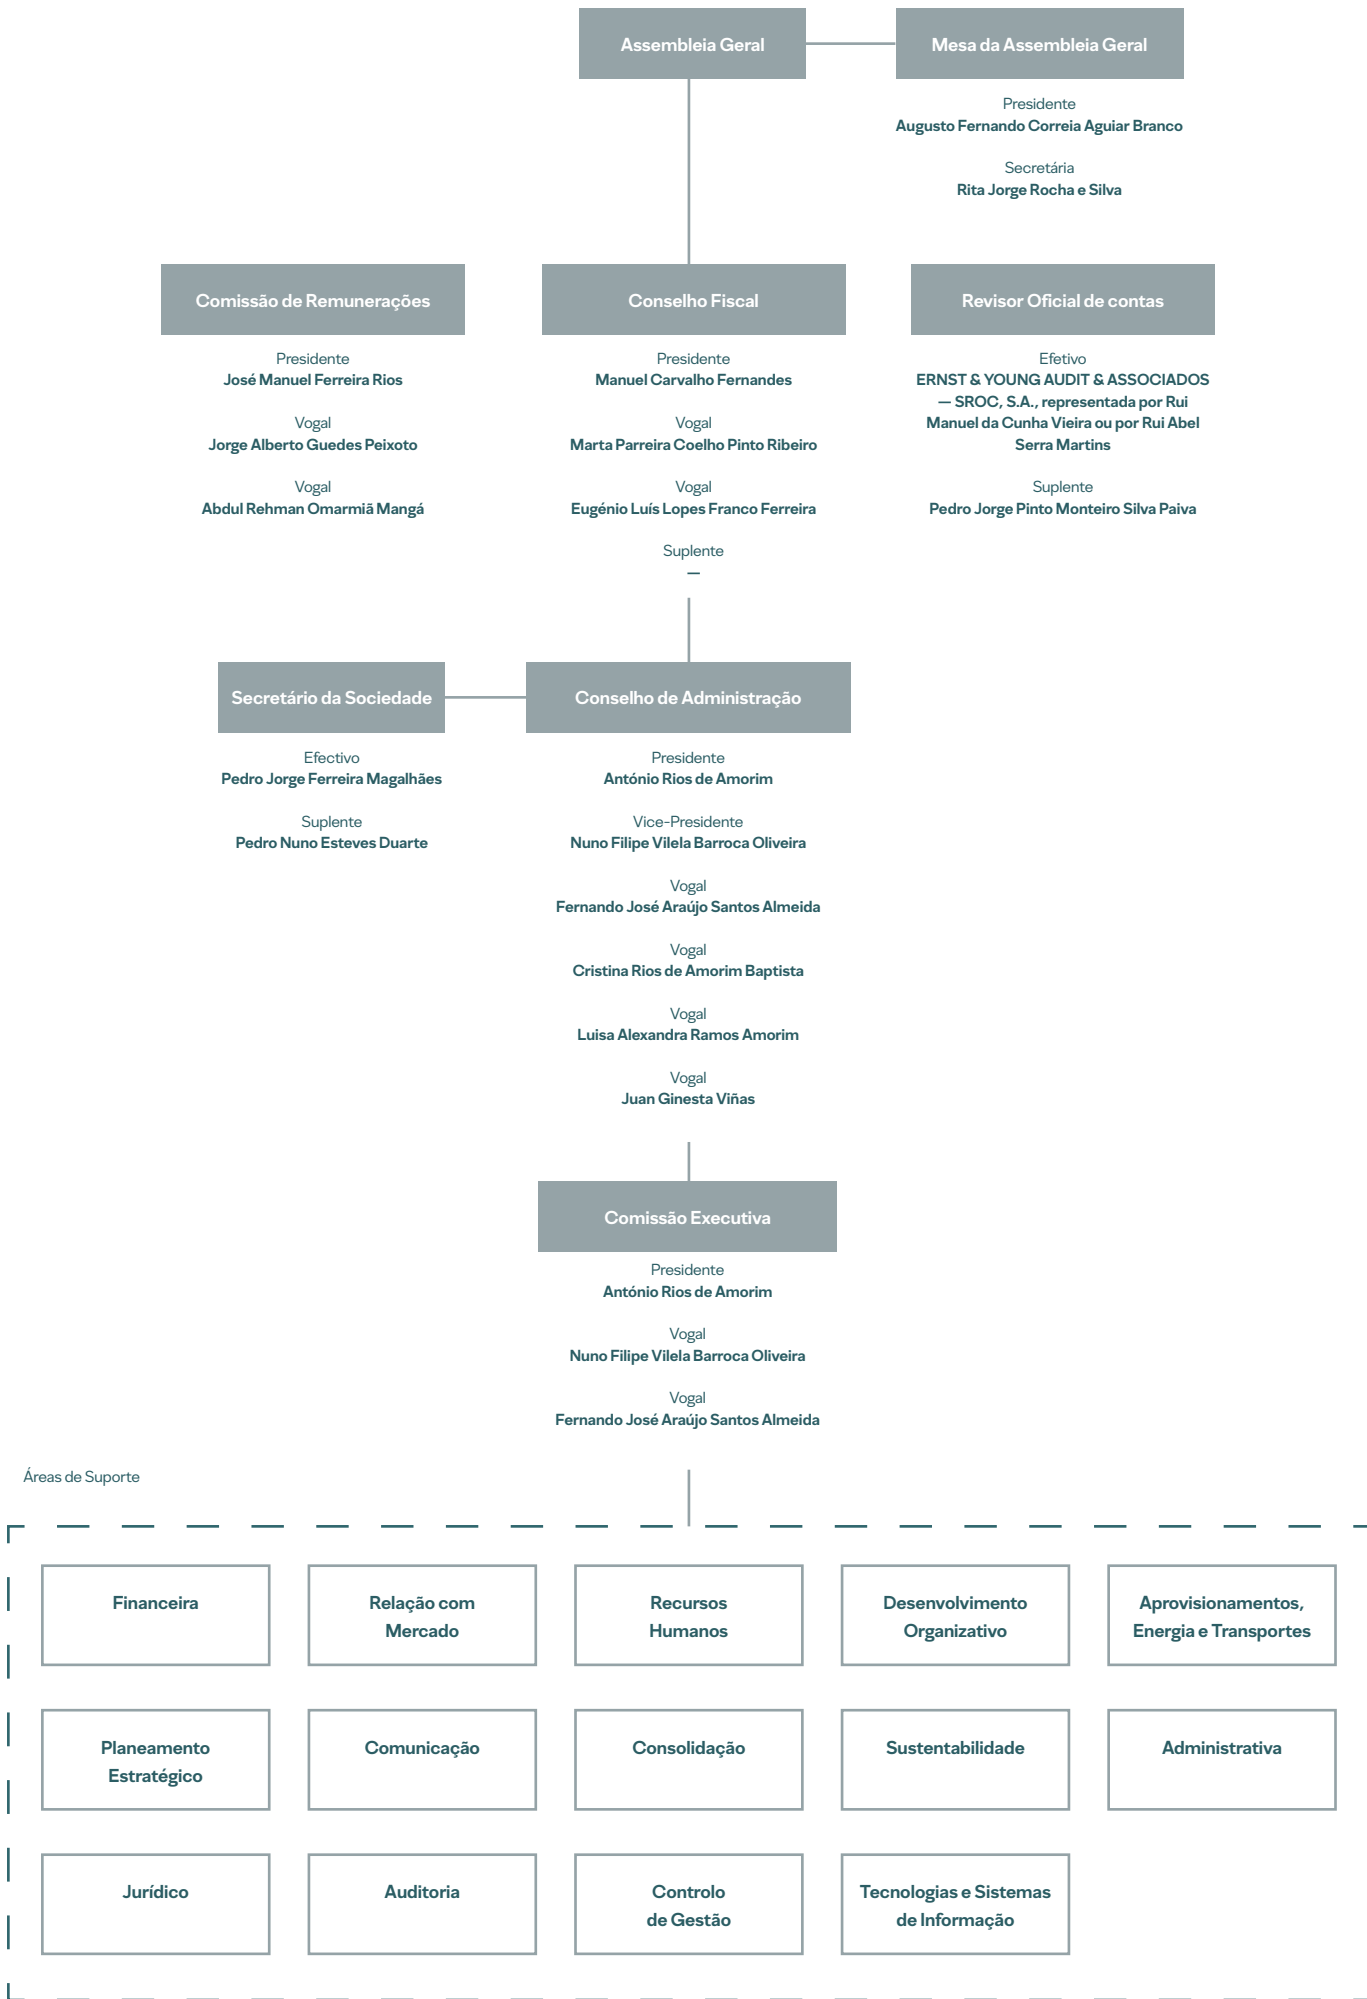 Assembleia Geral
Mesa da Assembleia Geral
Presidente
Augusto Fernando Correia Aguiar Branco
Secretária
Rita Jorge Rocha e Silva
Comissão de Remunerações
Presidente
José Manuel Ferreira Rios
Vogal
Jorge Alberto Guedes Peixoto
Vogal
Abdul Rehman Omarmiã Mangá
Conselho Fiscal
Presidente
Manuel Carvalho Fernandes
Vogal
Marta Parreira Coelho Pinto Ribeiro
Vogal
Eugénio Luís Lopes Franco Ferreira
Suplente
—
Revisor Oficial de contas
Efetivo
ERNST & YOUNG AUDIT & ASSOCIADOS
— SROC, S.A., representada por Rui
Manuel da Cunha Vieira ou por Rui Abel
Serra Martins
Suplente
Pedro Jorge Pinto Monteiro Silva Paiva
Secretário da Sociedade
Efectivo
Pedro Jorge Ferreira Magalhães
Suplente
Pedro Nuno Esteves Duarte
Conselho de Administração
Presidente
António Rios de Amorim
Vice-Presidente
Nuno Filipe Vilela Barroca Oliveira
Vogal
Fernando José Araújo Santos Almeida
Vogal
Cristina Rios de Amorim Baptista
Vogal
Luisa Alexandra Ramos Amorim
Vogal
Juan Ginesta Viñas
Comissão Executiva
Presidente
António Rios de Amorim
Vogal
Nuno Filipe Vilela Barroca Oliveira
Vogal
Fernando José Araújo Santos Almeida
Áreas de Suporte
Financeira
Relação com
Mercado
Recursos
Humanos
Desenvolvimento
Organizativo
Aprovisionamentos,
Energia e Transportes
Planeamento
Estratégico
Comunicação
Consolidação
Sustentabilidade
Administrativa
Jurídico
Auditoria
Controlo
de Gestão
Tecnologias e Sistemas
de Informação